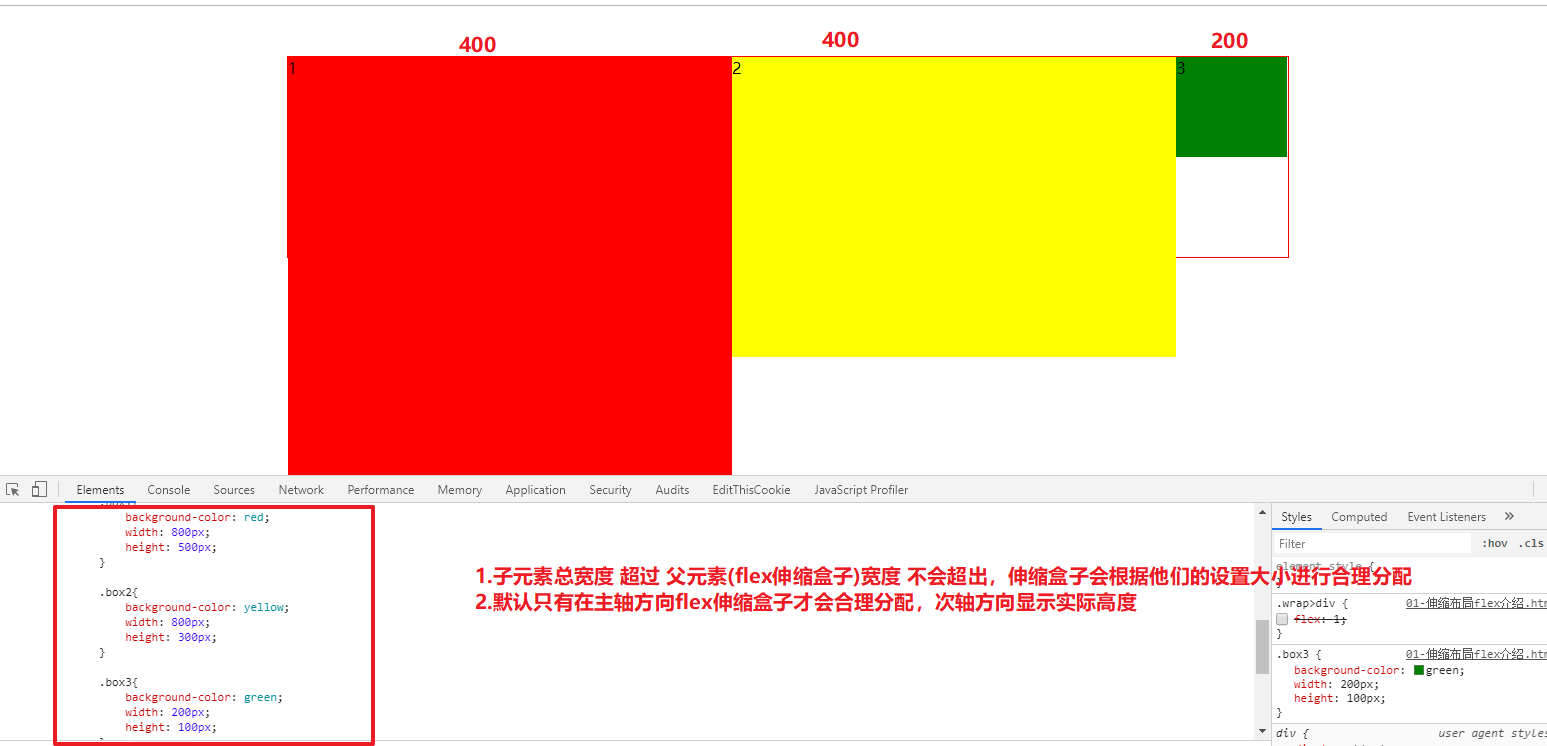 400
400
200
1
2
3
Elements Console Sources Network Performance Memory Application Security Audits EditThisCookie JavaScript Profiler
background-color: red;
width: 800px;
height: 500px;
}
.box2{
background-color: yellow;
width: 800px;
height: 300px;
}
.box3{
background-color: green;
width: 200px;
height: 100px;
1.子元素总宽度 超过 父元素(flex伸缩盒子)宽度 不会超出，伸缩盒子会根据他们的设置大小进行合理分配
2.默认只有在主轴方向flex伸缩盒子才会合理分配，次轴方向显示实际高度
Styles Computed Event Listeners »
Filter :hov .cls
element.style {
}
.wrap>div { 01-伸缩布局flex介绍.htm
flex: 1;
}
.box3 { 01-伸缩布局flex介绍.htm
background-color: green;
width: 200px;
height: 100px;
}
div { user agent styles